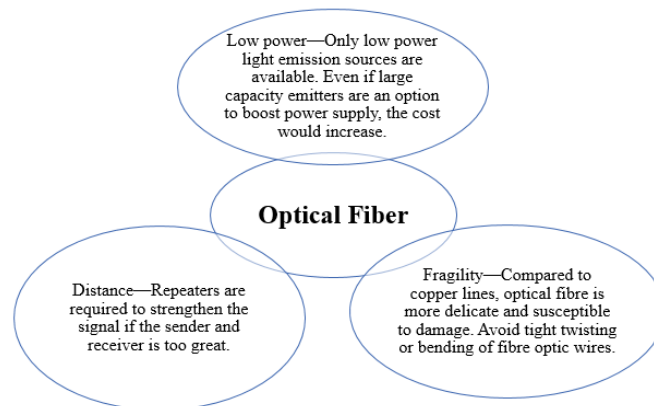 Low power—Only low power
light emission sources are
available. Even if large
capacity emitters are an option
to boost power supply, the cost
would increase.
Optical Fiber
Distance—Repeaters are
required to strengthen the
signal if the sender and
receiver is too great.
Fragility—Compared to
copper lines, optical fibre is
more delicate and susceptible
to damage. Avoid tight twisting
or bending of fibre optic wires.